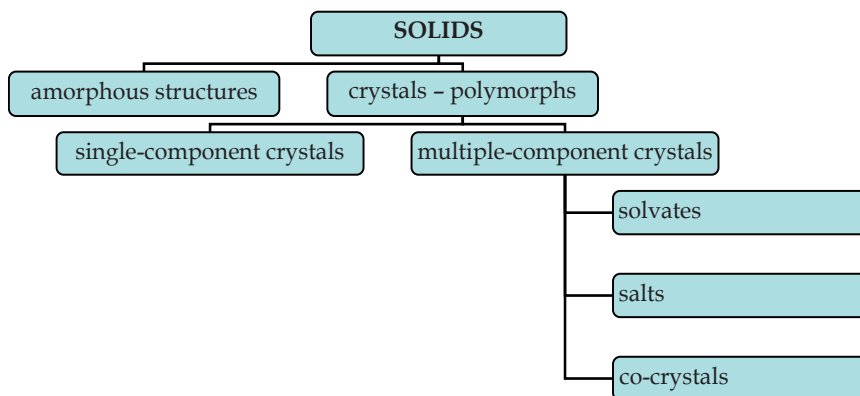 SOLIDS
amorphous structures
crystals – polymorphs
single-component crystals
multiple-component crystals
solvates
salts
co-crystals